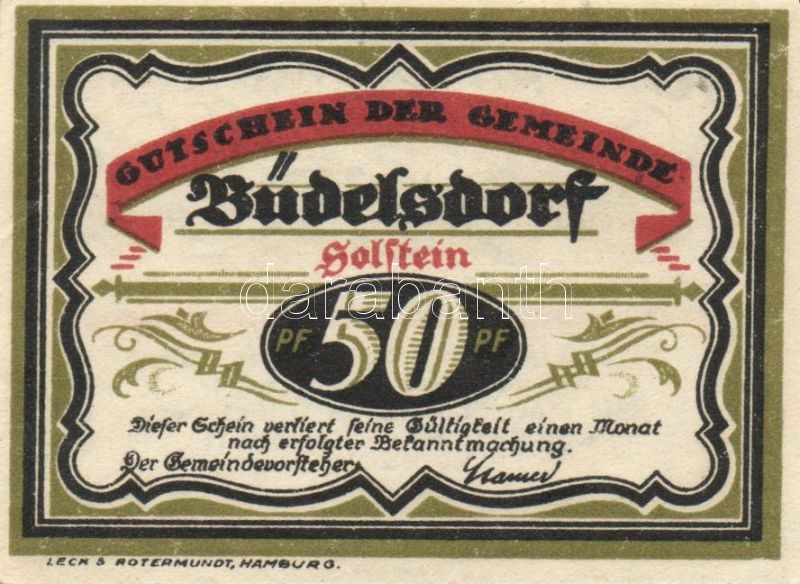 GUTSCHEIN DER GEMEINDE
Büdelsdorf
Holstein
PF 50 PF
darabanth
Dieser Schein verliert seine Gültigkeit einen Monat
nach erfolgter Bekanntmachung.
Der Gemeindevorsteher
LECK & ROTERMUNDT, HAMBURG.